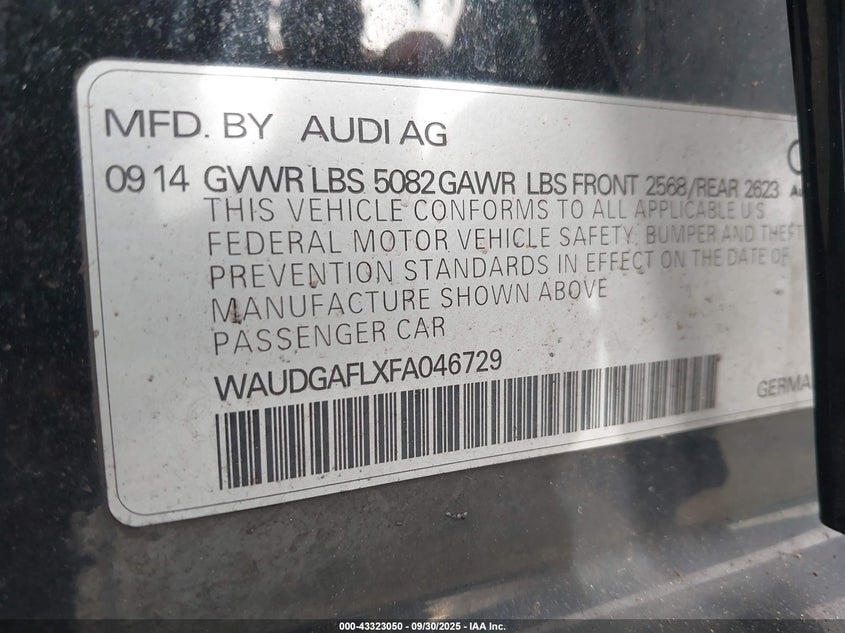 MFD. BY AUDI AG
09 14 GVWR LBS 5082 GAWR LBS FRONT 2568/REAR 2623
THIS VEHICLE CONFORMS TO ALL APPLICABLE U S
FEDERAL MOTOR VEHICLE SAFETY, BUMPER AND THEFT
PREVENTION STANDARDS IN EFFECT ON THE DATE OF
MANUFACTURE SHOWN ABOVE
PASSENGER CAR
WAUDGAFLXFA046729
GERMA
000-43323050 - 09/30/2025 - IAA Inc.